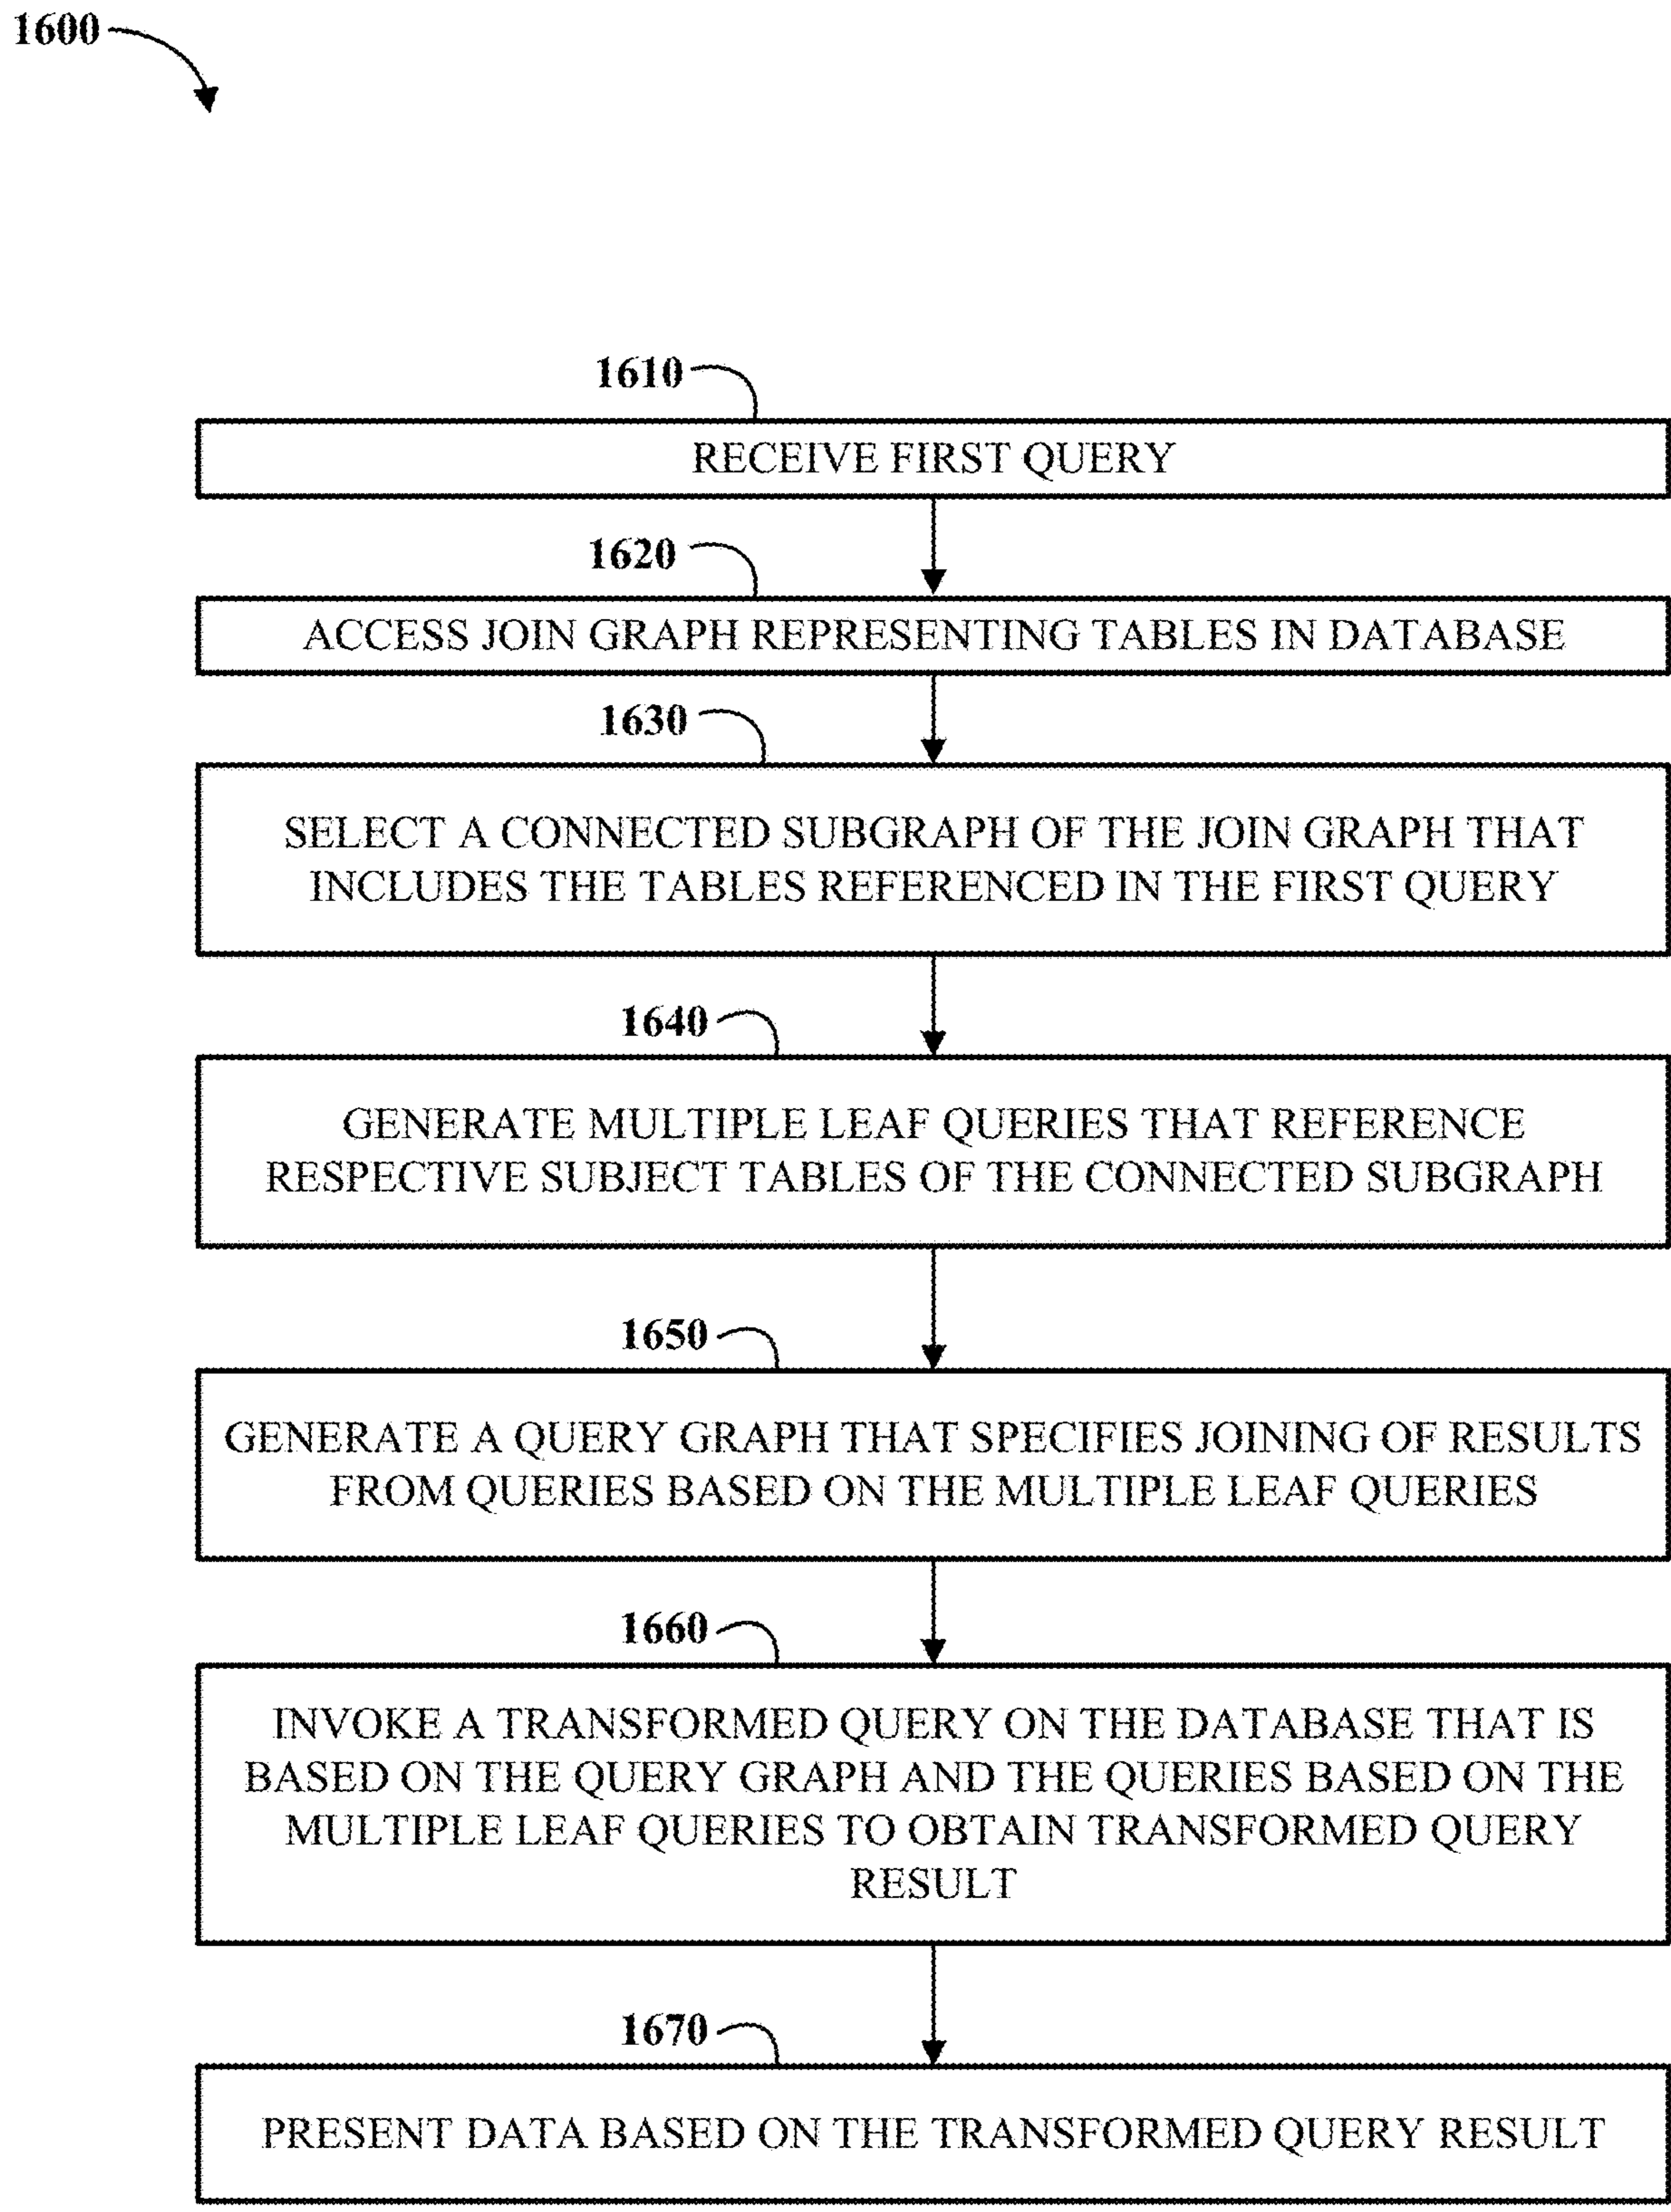 1600
1610
RECEIVE FIRST QUERY
1620
ACCESS JOIN GRAPH REPRESENTING TABLES IN DATABASE
1630
SELECT A CONNECTED SUBGRAPH OF THE JOIN GRAPH THAT
INCLUDES THE TABLES REFERENCED IN THE FIRST QUERY
1640
GENERATE MULTIPLE LEAF QUERIES THAT REFERENCE
RESPECTIVE SUBJECT TABLES OF THE CONNECTED SUBGRAPH
1650
GENERATE A QUERY GRAPH THAT SPECIFIES JOINING OF RESULTS
FROM QUERIES BASED ON THE MULTIPLE LEAF QUERIES
1660
INVOKE A TRANSFORMED QUERY ON THE DATABASE THAT IS
BASED ON THE QUERY GRAPH AND THE QUERIES BASED ON THE
MULTIPLE LEAF QUERIES TO OBTAIN TRANSFORMED QUERY
RESULT
1670
PRESENT DATA BASED ON THE TRANSFORMED QUERY RESULT